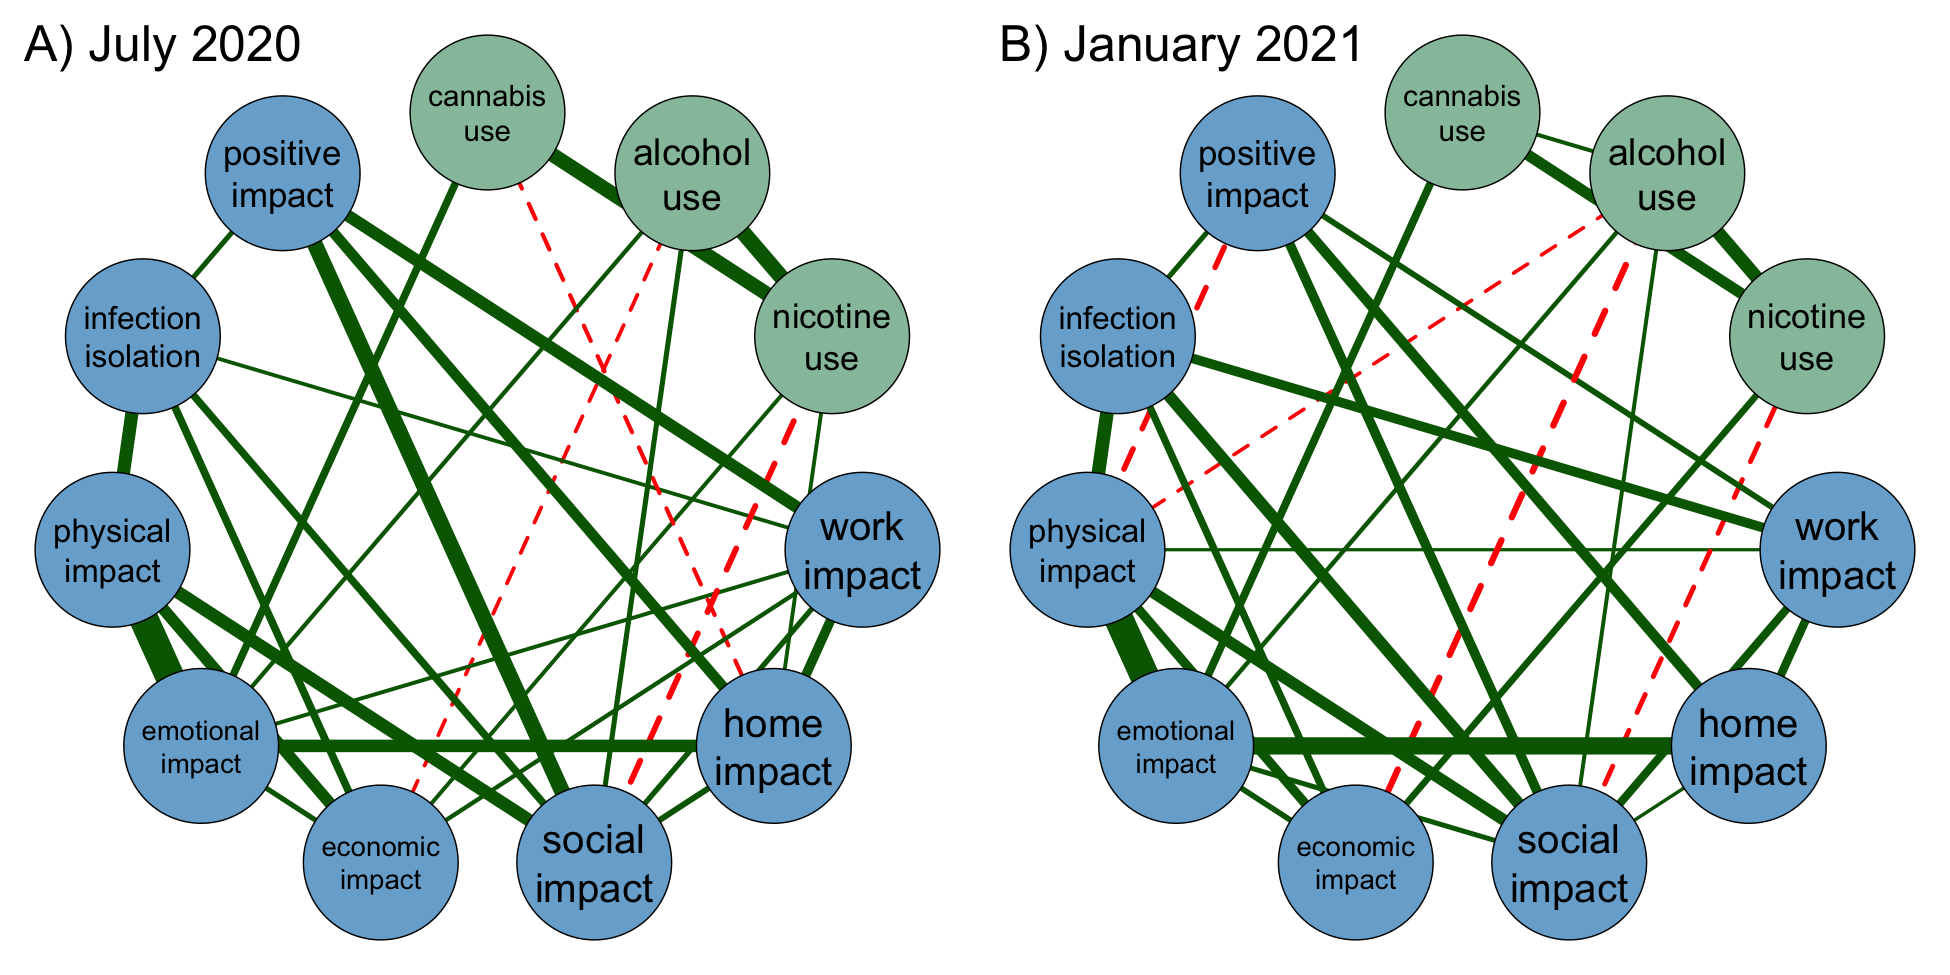 A) July 2020
cannabis
use
alcohol
use
positive
impact
nicotine
use
infection
isolation
work
impact
physical
impact
home
impact
emotional
impact
social
impact
economic
impact
B) January 2021
cannabis
use
alcohol
use
positive
impact
nicotine
use
infection
isolation
work
impact
physical
impact
home
impact
emotional
impact
social
impact
economic
impact